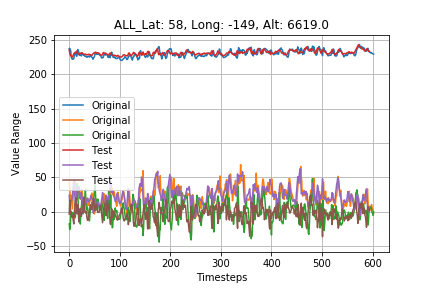 ALL_Lat: 58, Long: -149, Alt: 6619.0
250
200
150
100
50
0
−50
Value Range
Original
Original
Original
Test
Test
Test
0 100 200 300 400 500 600
Timesteps